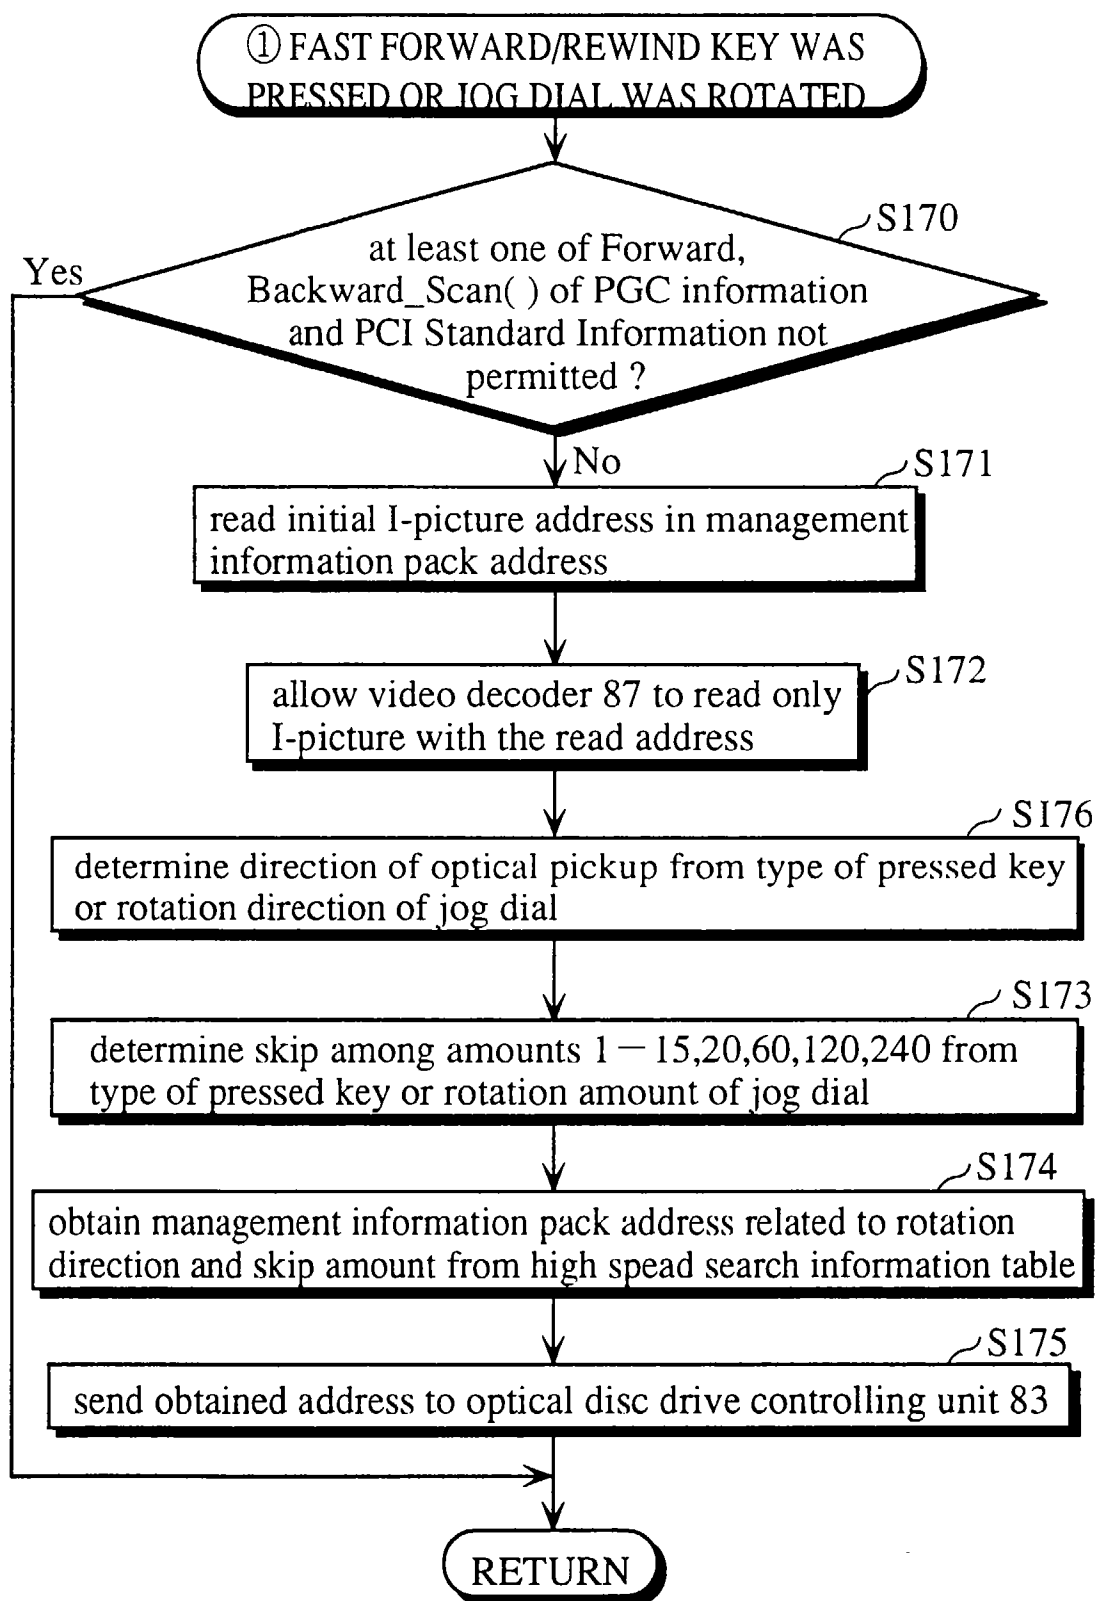 ① FAST FORWARD/REWIND KEY WAS
PRESSED OR JOG DIAL WAS ROTATED
S170
Yes
at least one of Forward,
Backward_Scan( ) of PGC information
and PCI Standard Information not
permitted ?
No
S171
read initial I-picture address in management
information pack address
S172
allow video decoder 87 to read only
I-picture with the read address
S176
determine direction of optical pickup from type of pressed key
or rotation direction of jog dial
S173
determine skip among amounts 1 — 15,20,60,120,240 from
type of pressed key or rotation amount of jog dial
S174
obtain management information pack address related to rotation
direction and skip amount from high spead search information table
S175
send obtained address to optical disc drive controlling unit 83
RETURN